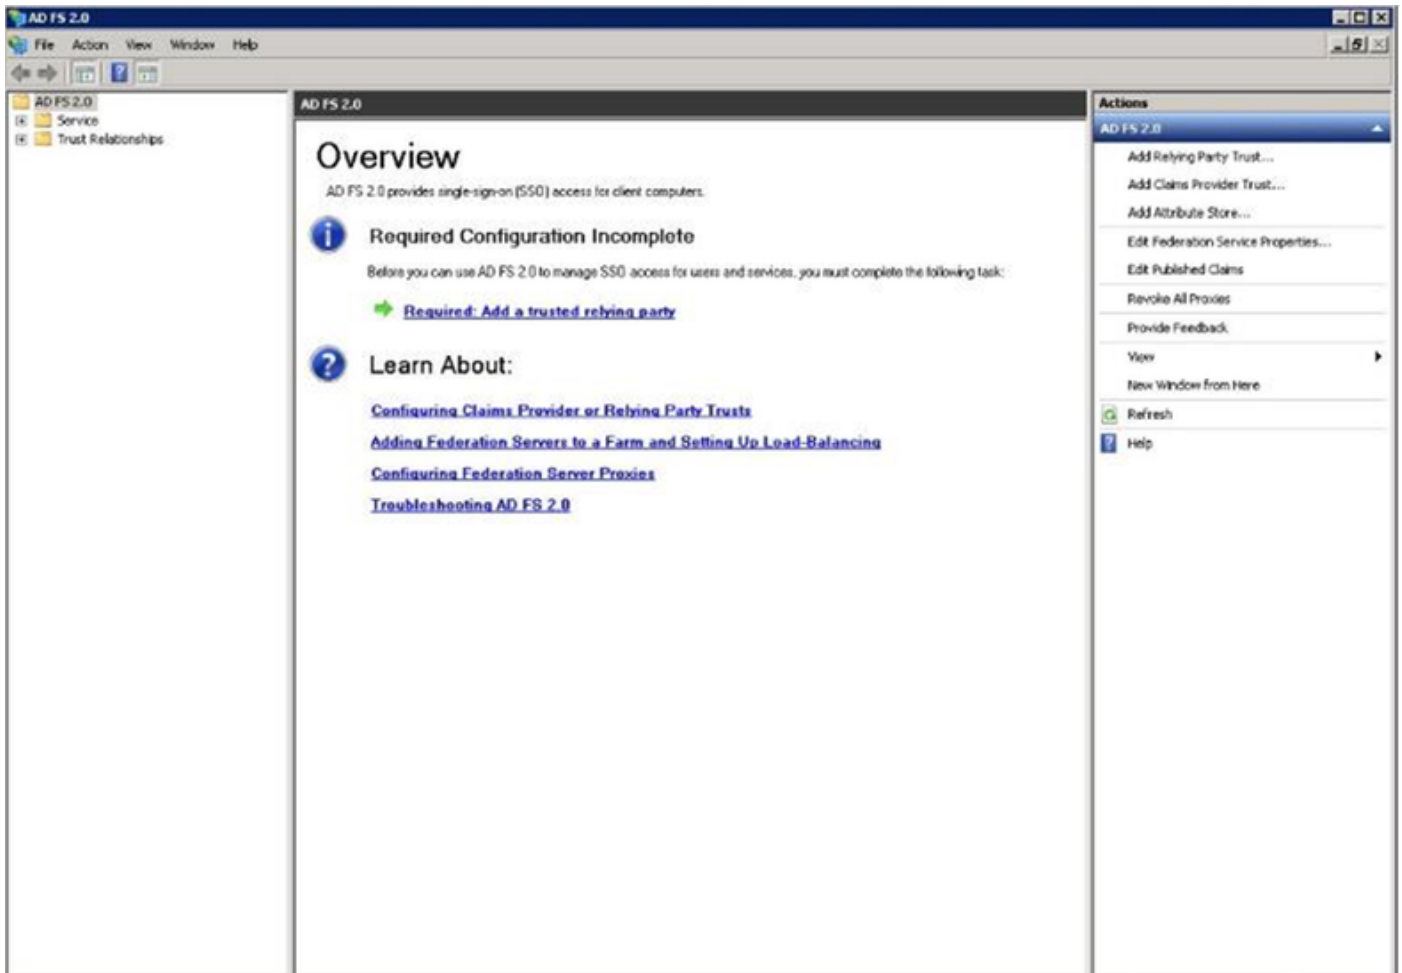 AD FS 2.0
File Action View Window Help
AD FS 2.0
Service
Trust Relationships
AD FS 2.0
Overview
AD FS 2.0 provides single-sign-on (SSO) access for client computers.
Required Configuration Incomplete
Before you can use AD FS 2.0 to manage SSO access for users and services, you must complete the following task:
Required: Add a trusted relying party
Learn About:
Configuring Claims Provider or Relying Party Trusts
Adding Federation Servers to a Farm and Setting Up Load-Balancing
Configuring Federation Server Proxies
Troubleshooting AD FS 2.0
Actions
AD FS 2.0
Add Relying Party Trust...
Add Claims Provider Trust...
Add Attribute Store...
Edit Federation Service Properties...
Edit Published Claims
Revoke All Proxies
Provide Feedback
View
New Window from Here
Refresh
Help